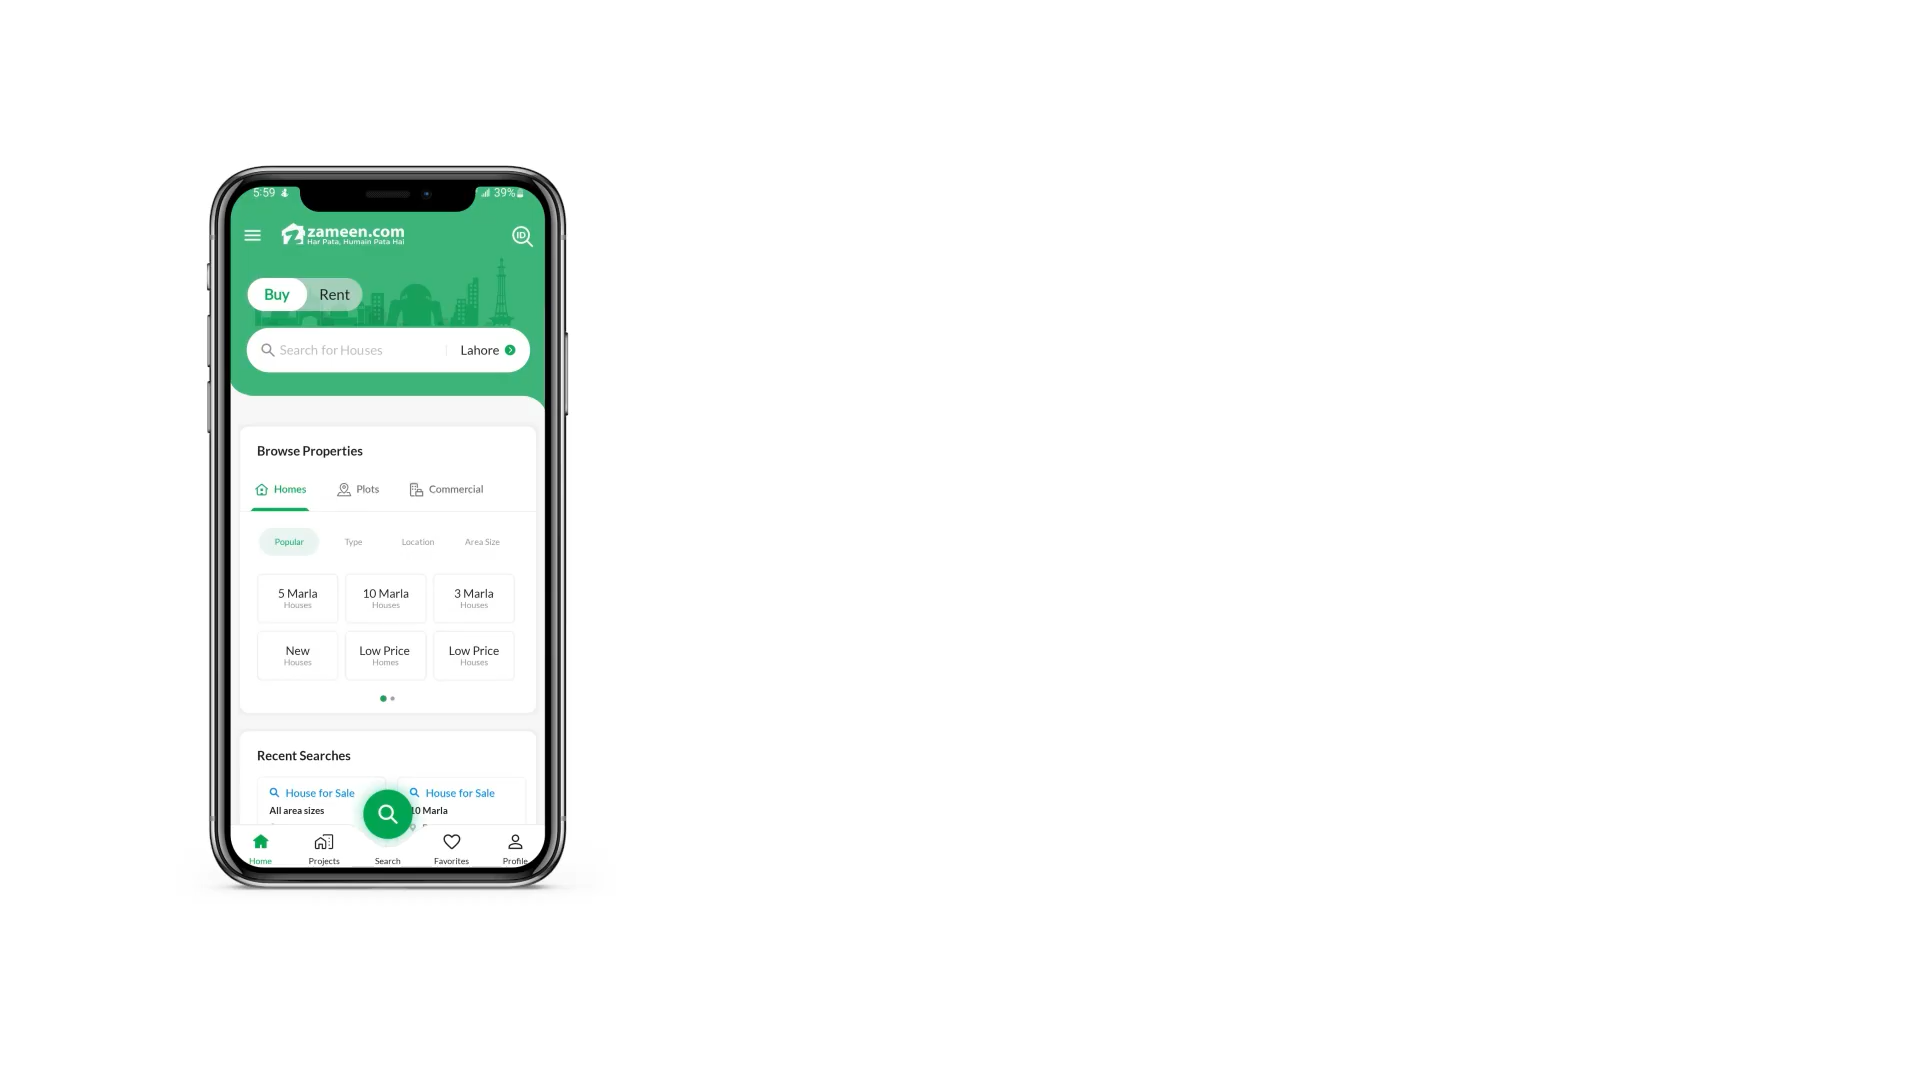 5:59 39%
zameen.com
Har Pata, Humain Pata Hai
ID
Buy Rent
Search for Houses Lahore
Browse Properties
Homes Plots Commercial
Popular Type Location Area Size
5 Marla 10 Marla 3 Marla
Houses Houses Houses
New Low Price Low Price
Houses Homes Houses
Recent Searches
House for Sale House for Sale
All area sizes 10 Marla
Home Projects Search Favorites Profile